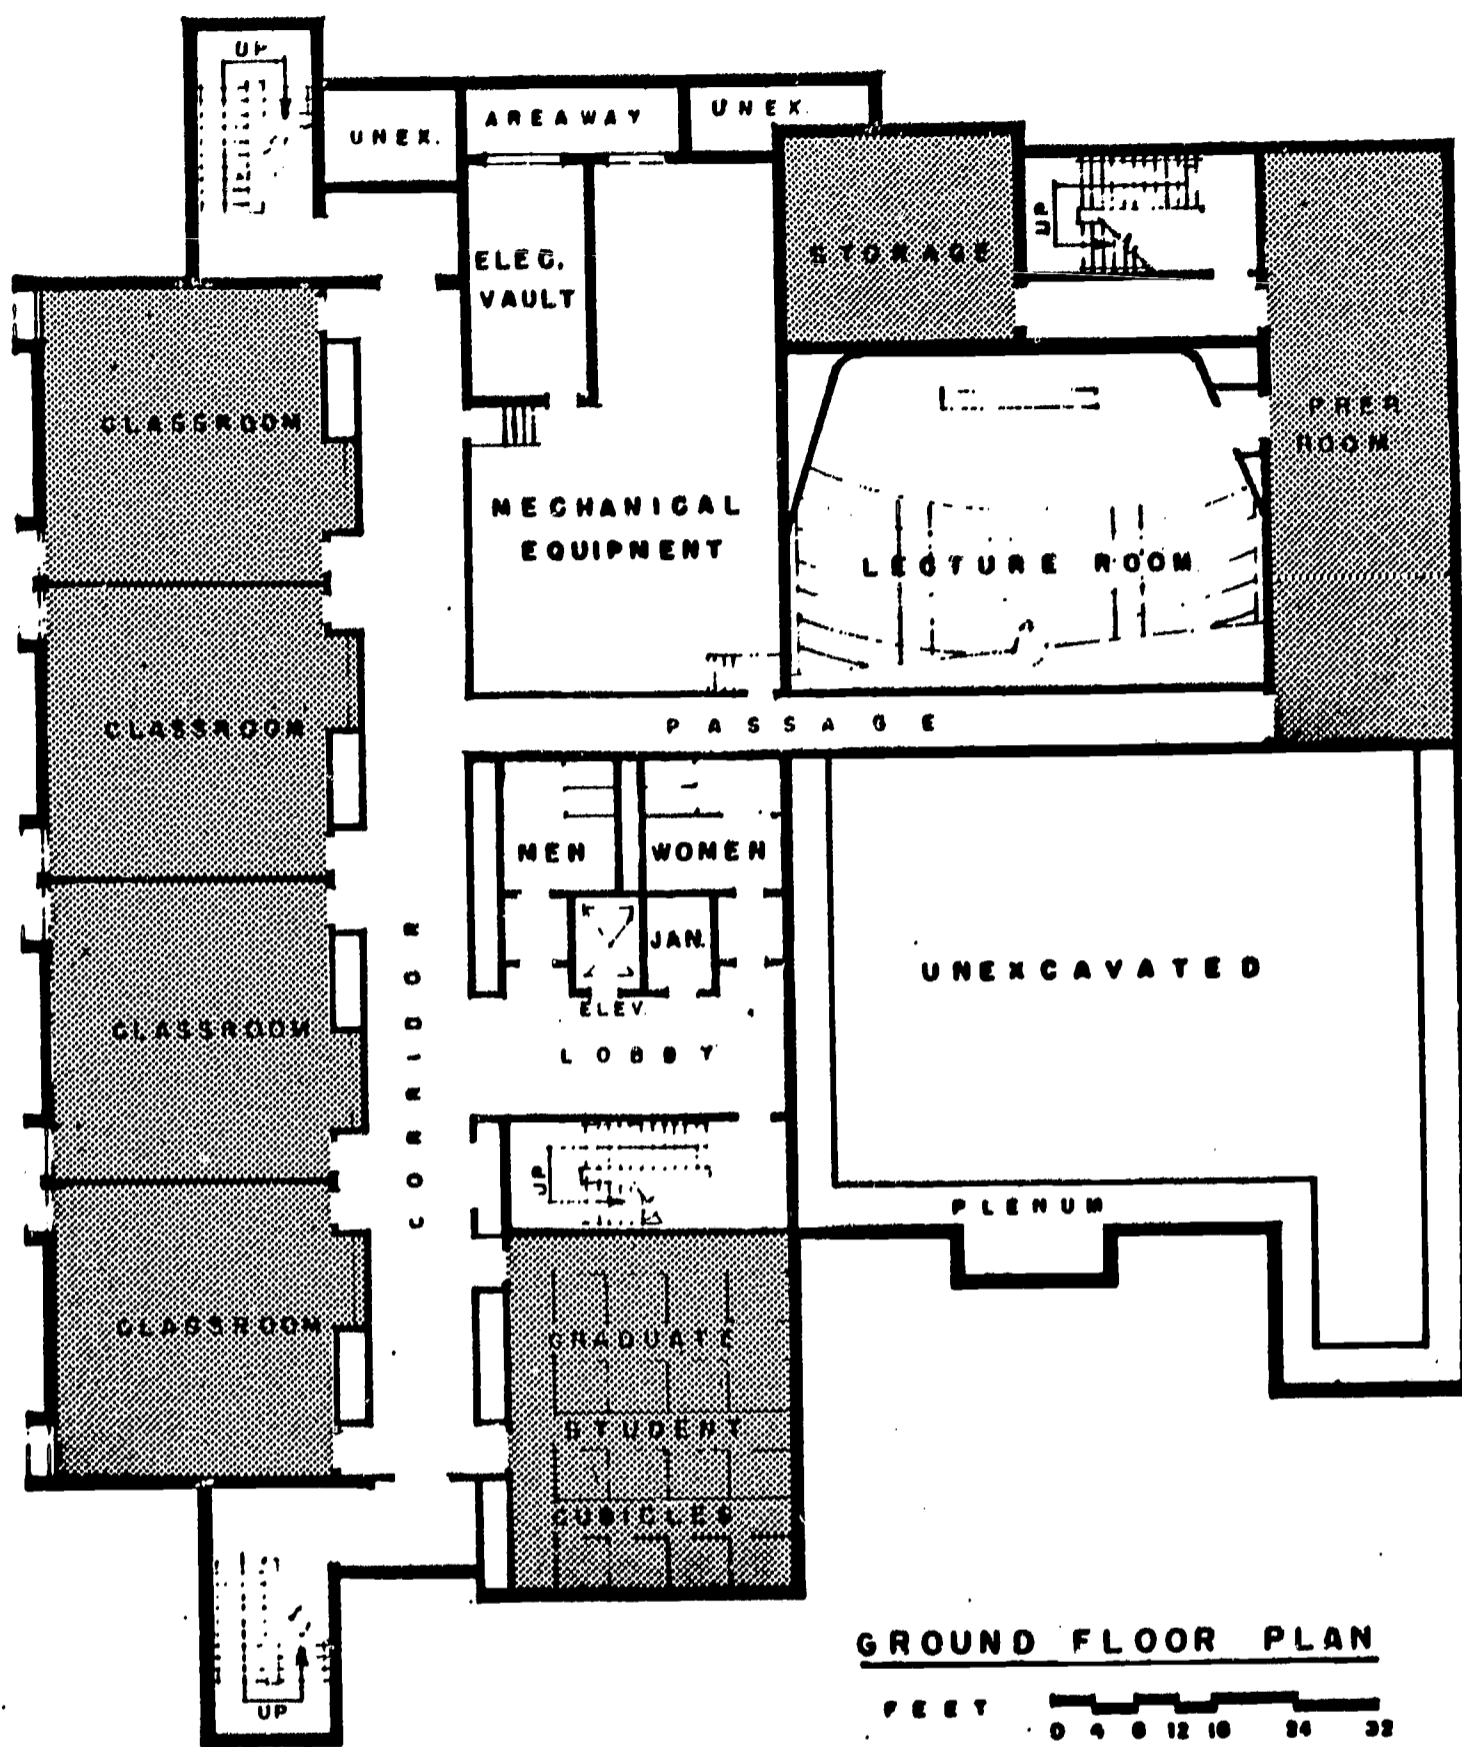 UP
UNEX.
AREAWAY
UNEX.
UP
STORAGE
ELEC.
VAULT
CLASSROOM
PREP
ROOM
MECHANICAL
EQUIPMENT
LECTURE ROOM
CLASSROOM
PASSAGE
MEN
WOMEN
JAN.
ELEV.
LOBBY
CORRIDOR
UNEXCAVATED
CLASSROOM
UP
PLENUM
CLASSROOM
GRADUATE
STUDENT
CUBICLES
UP
GROUND FLOOR PLAN
FEET
0 4 8 12 16 24 32